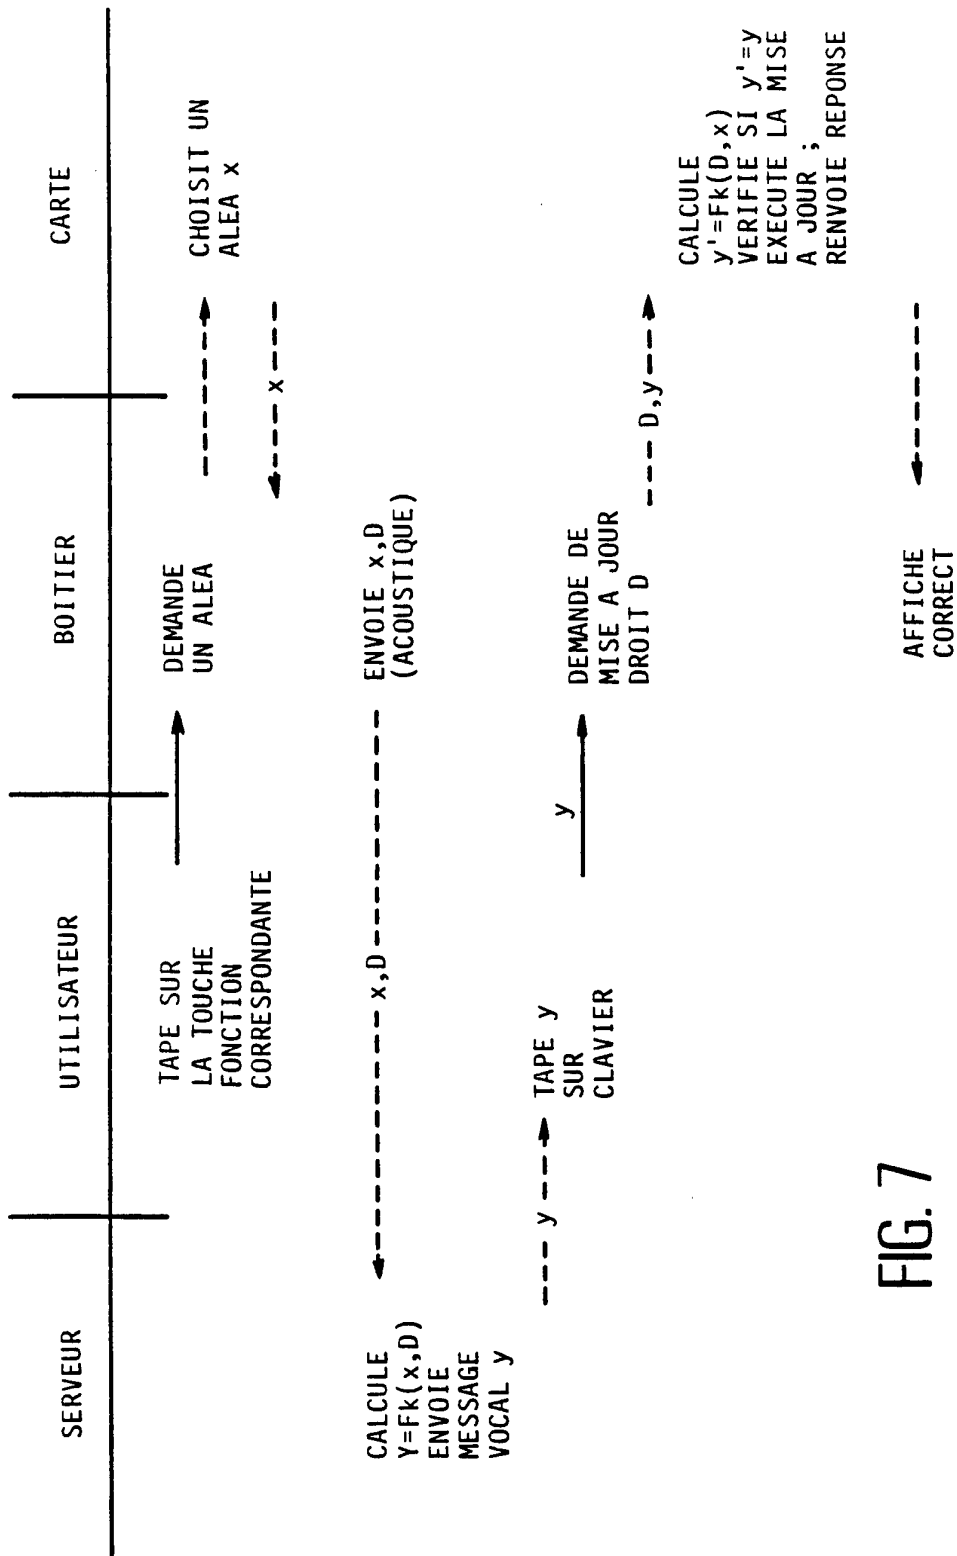 SERVEUR
UTILISATEUR
BOITIER
CARTE
TAPE SUR
LA TOUCHE
FONCTION
CORRESPONDANTE
DEMANDE
UN ALEA
CHOISIT UN
ALEA x
x
ENVOIE x,D
(ACOUSTIQUE)
x,D
CALCULE
Y=Fk(x,D)
ENVOIE
MESSAGE
VOCAL y
y
TAPE y
SUR
CLAVIER
y
DEMANDE DE
MISE A JOUR
DROIT D
D,y
CALCULE
y'=Fk(D,x)
VERIFIE SI y'=y
EXECUTE LA MISE
A JOUR ;
RENVOIE REPONSE
AFFICHE
CORRECT
FIG. 7